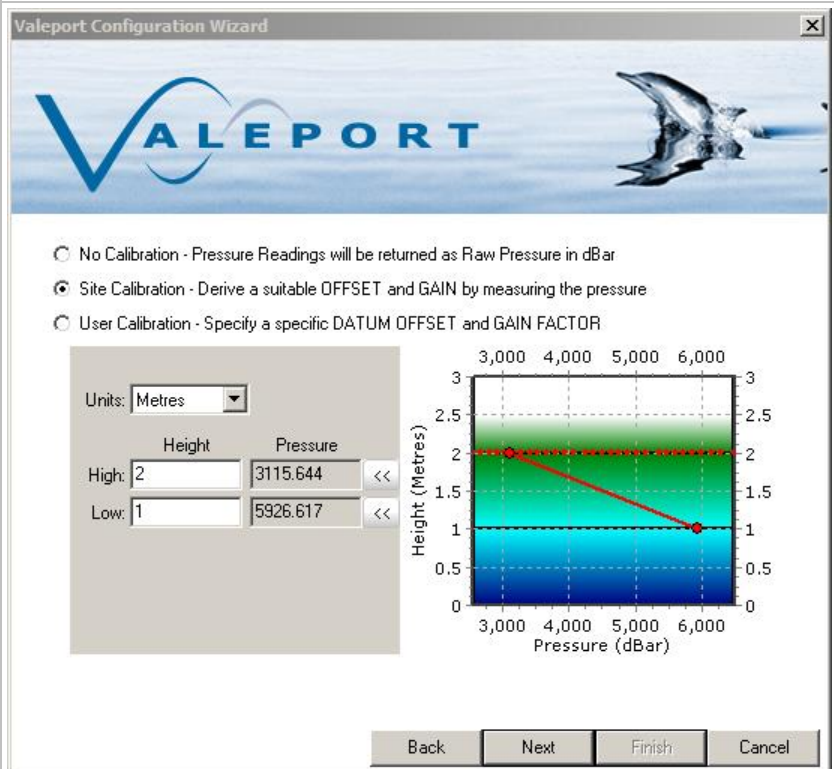 Valeport Configuration Wizard
VALEPORT
No Calibration - Pressure Readings will be returned as Raw Pressure in dBar
Site Calibration - Derive a suitable OFFSET and GAIN by measuring the pressure
User Calibration - Specify a specific DATUM OFFSET and GAIN FACTOR
Units: Metres
Height Pressure
High: 2 3115.644 <<
Low: 1 5926.617 <<
3,000 4,000 5,000 6,000
3 3
2.5 2.5
2 2
1.5 1.5
1 1
0.5 0.5
0 0
Height (Metres)
3,000 4,000 5,000 6,000
Pressure (dBar)
Back Next Finish Cancel